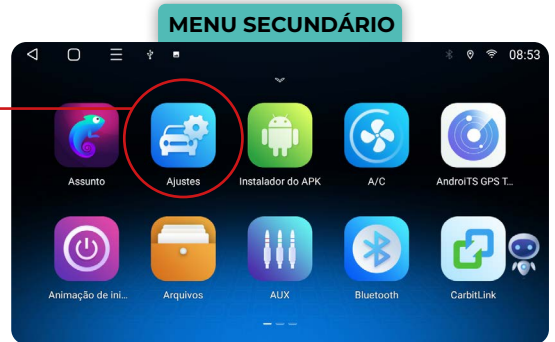 MENU SECUNDÁRIO
08:53
Assunto
Ajustes
Instalador do APK
A/C
AndroiTS GPS T...
Animação de ini...
Arquivos
AUX
Bluetooth
CarbitLink